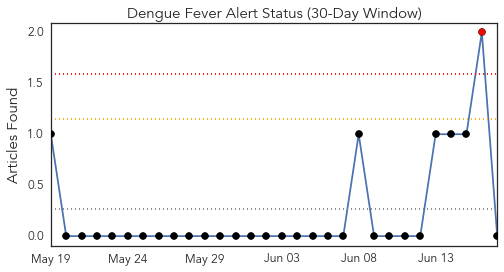 Dengue Fever Alert Status (30-Day Window)
Articles Found
2.0
1.5
1.0
0.5
0.0
May 19 May 24 May 29 Jun 03 Jun 08 Jun 13